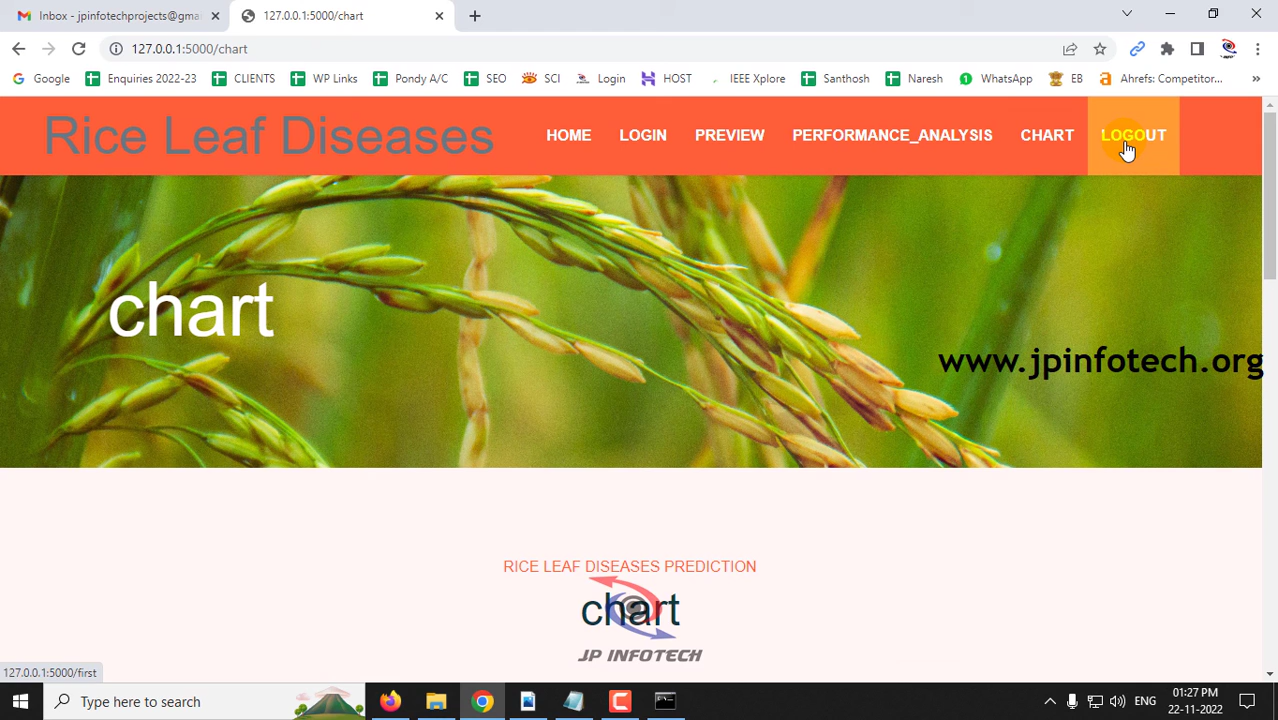 Inbox - jpinfotechprojects@gma
127.0.0.1:5000/chart
127.0.0.1:5000/chart
Google
Enquiries 2022-23
CLIENTS
WP Links
Pondy A/C
SEO
SCI
Login
HOST
IEEE Xplore
Santhosh
Naresh
WhatsApp
EB
Ahrefs: Competitor...
»
Rice Leaf Diseases
HOME
LOGIN
PREVIEW
PERFORMANCE_ANALYSIS
CHART
LOGOUT
chart
www.jpinfotech.org
RICE LEAF DISEASES PREDICTION
chart
JP INFOTECH
127.0.0.1:5000/first
Type here to search
ENG
01:27 PM
22-11-2022